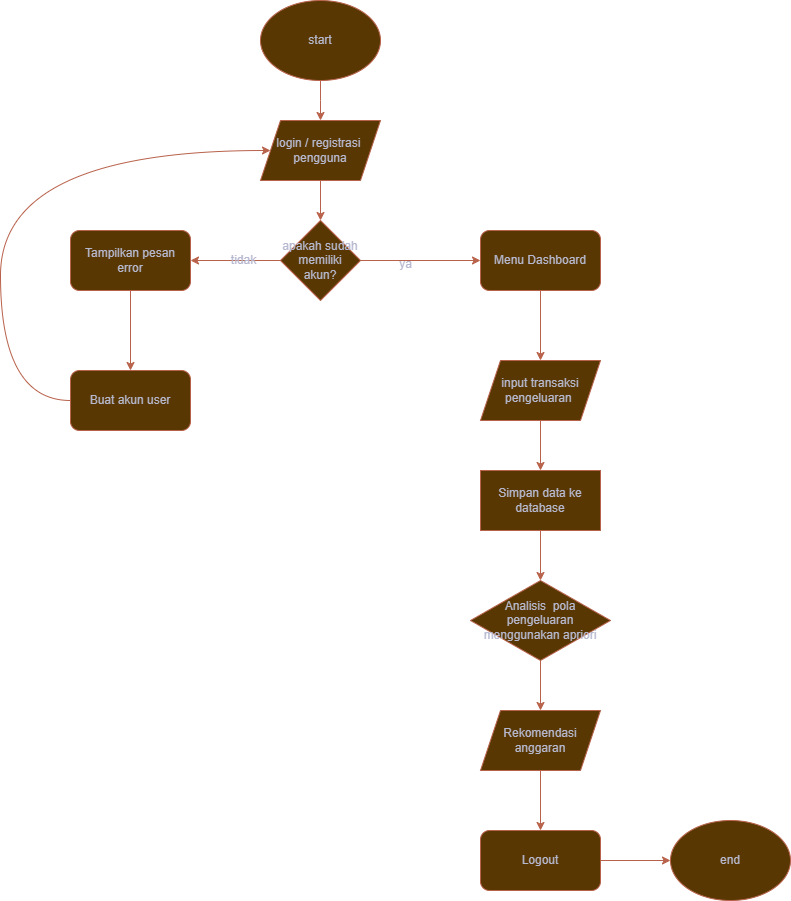 start
login / registrasi
pengguna
apakah sudah
memiliki
akun?
tidak
ya
Tampilkan pesan
error
Buat akun user
Menu Dashboard
input transaksi
pengeluaran
Simpan data ke
database
Analisis  pola
pengeluaran
menggunakan apriori
Rekomendasi
anggaran
Logout
end